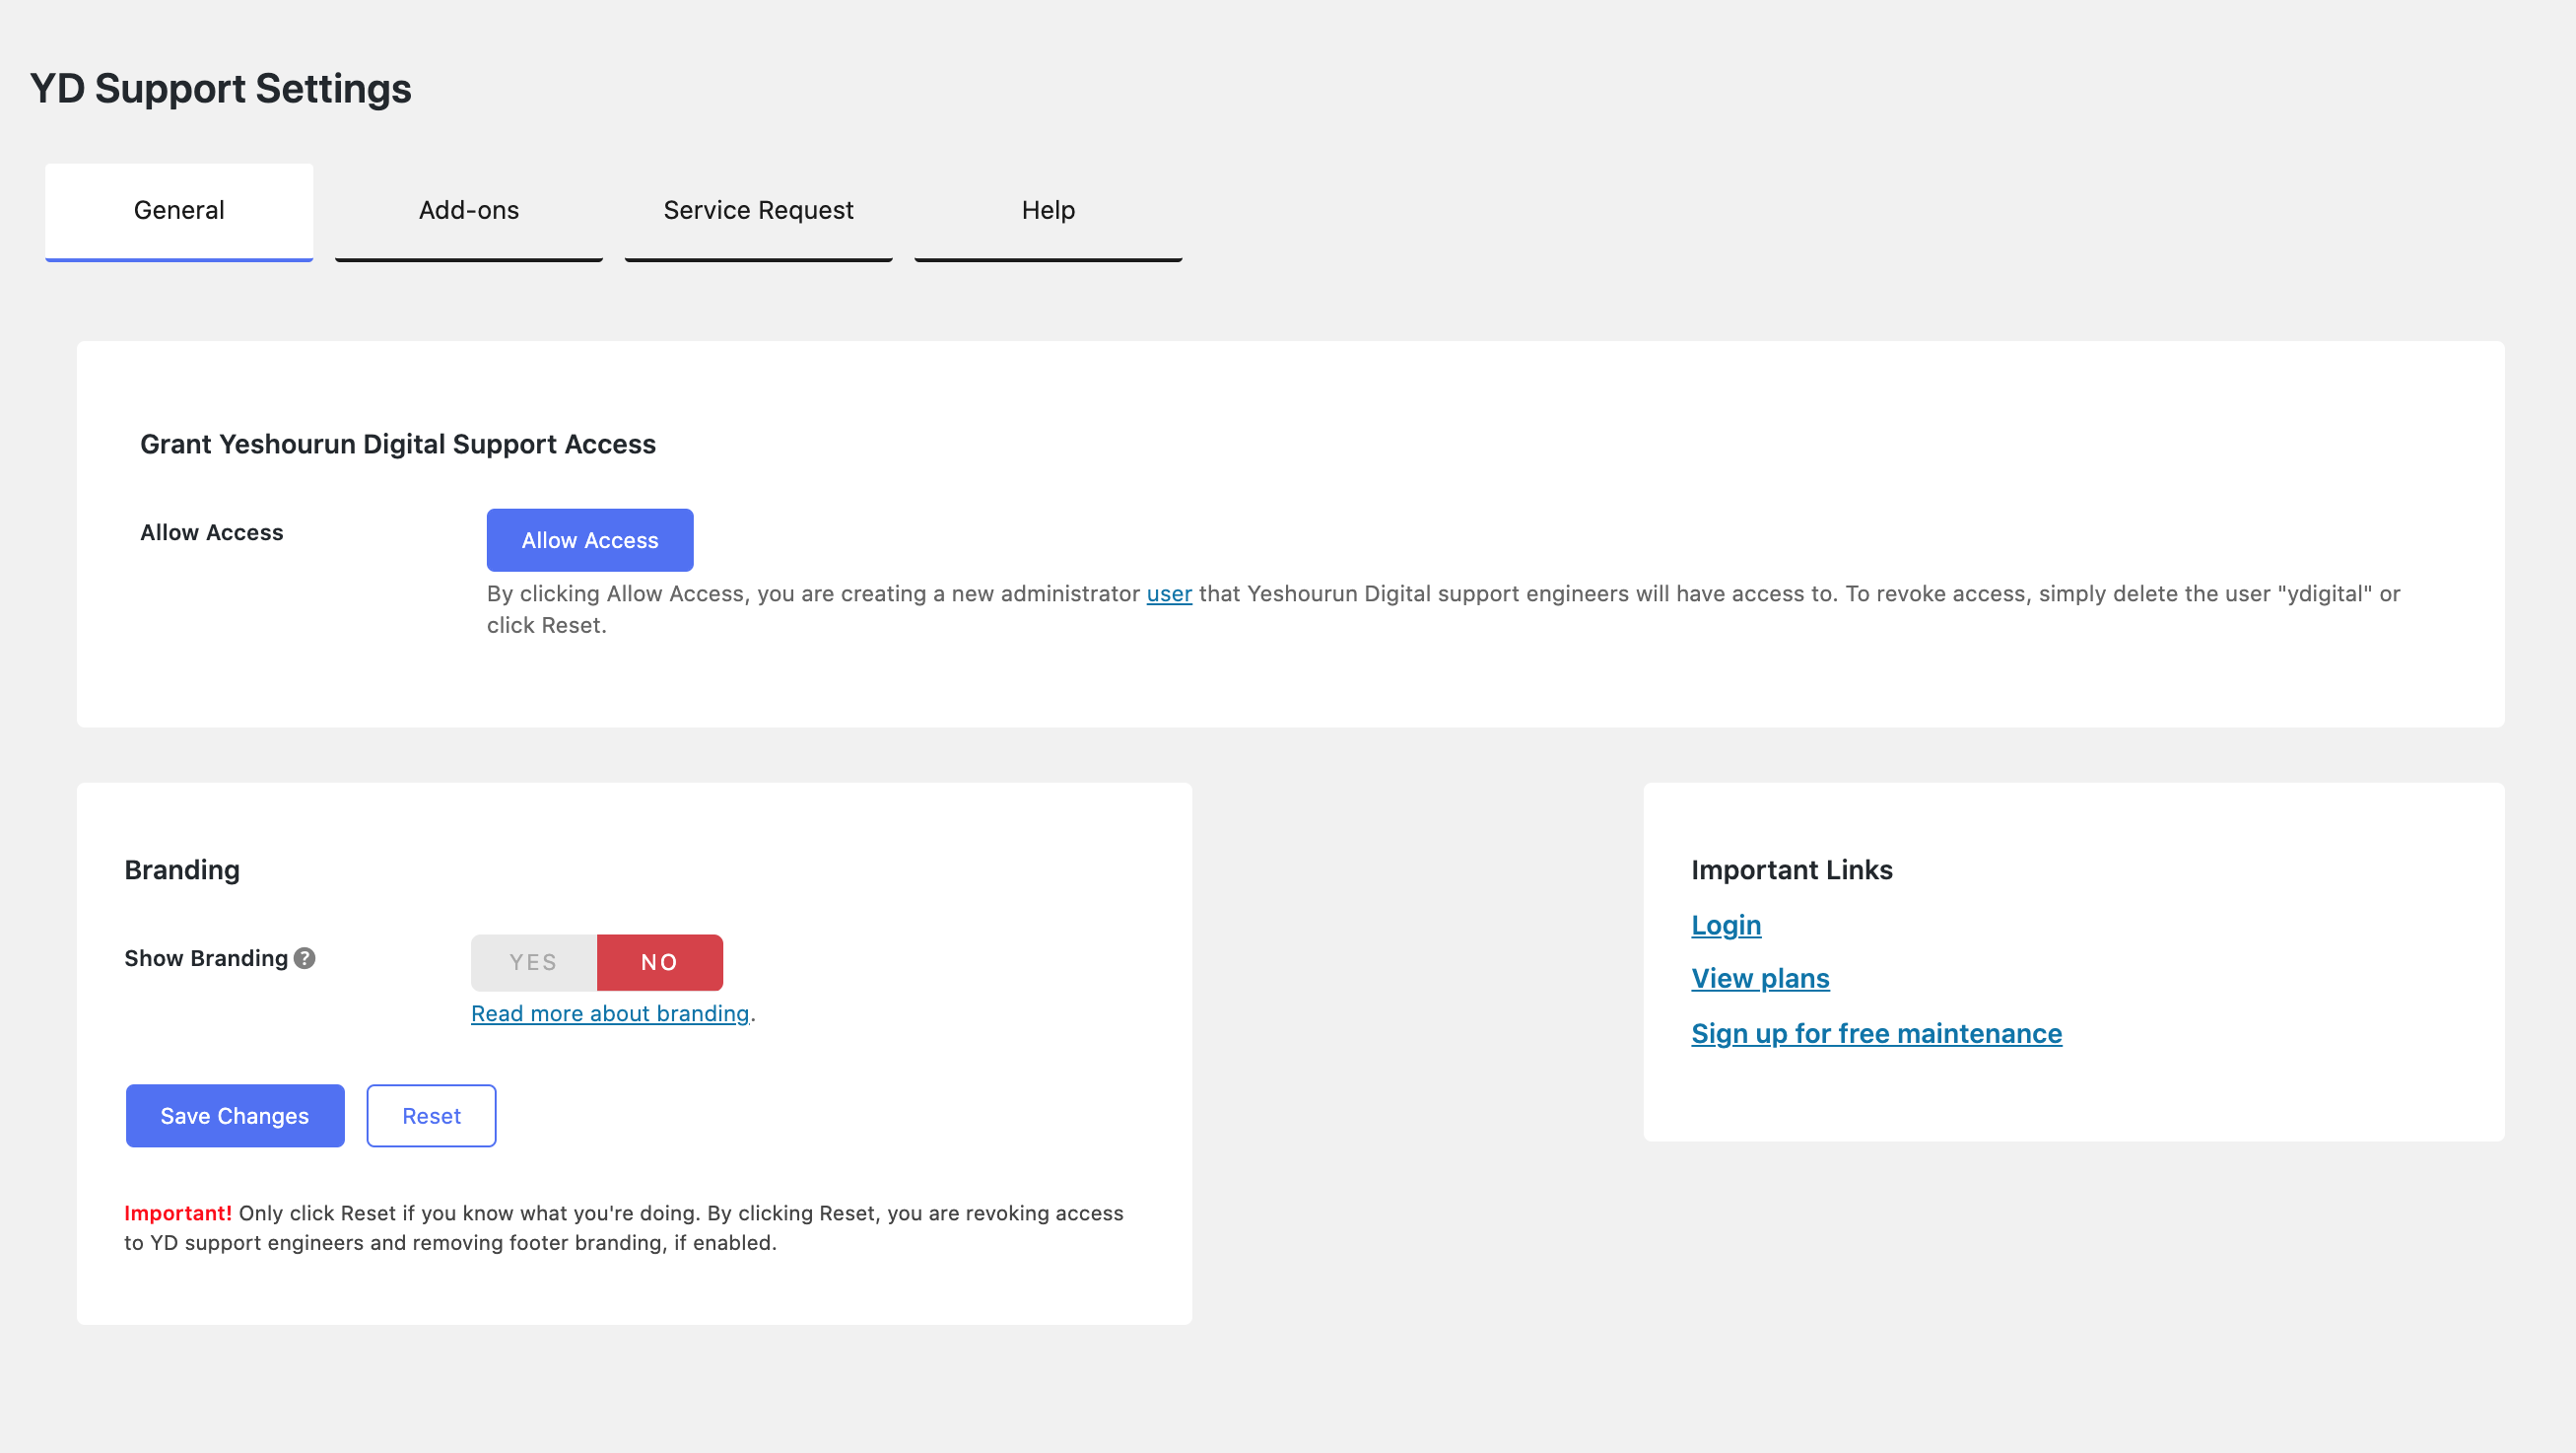 YD Support Settings
General
Add-ons
Service Request
Help
Grant Yeshourun Digital Support Access
Allow Access
Allow Access
By clicking Allow Access, you are creating a new administrator user that Yeshourun Digital support engineers will have access to. To revoke access, simply delete the user "ydigital" or
click Reset.
Branding
Show Branding ?
YES
NO
Read more about branding.
Save Changes
Reset
Important! Only click Reset if you know what you're doing. By clicking Reset, you are revoking access
to YD support engineers and removing footer branding, if enabled.
Important Links
Login
View plans
Sign up for free maintenance